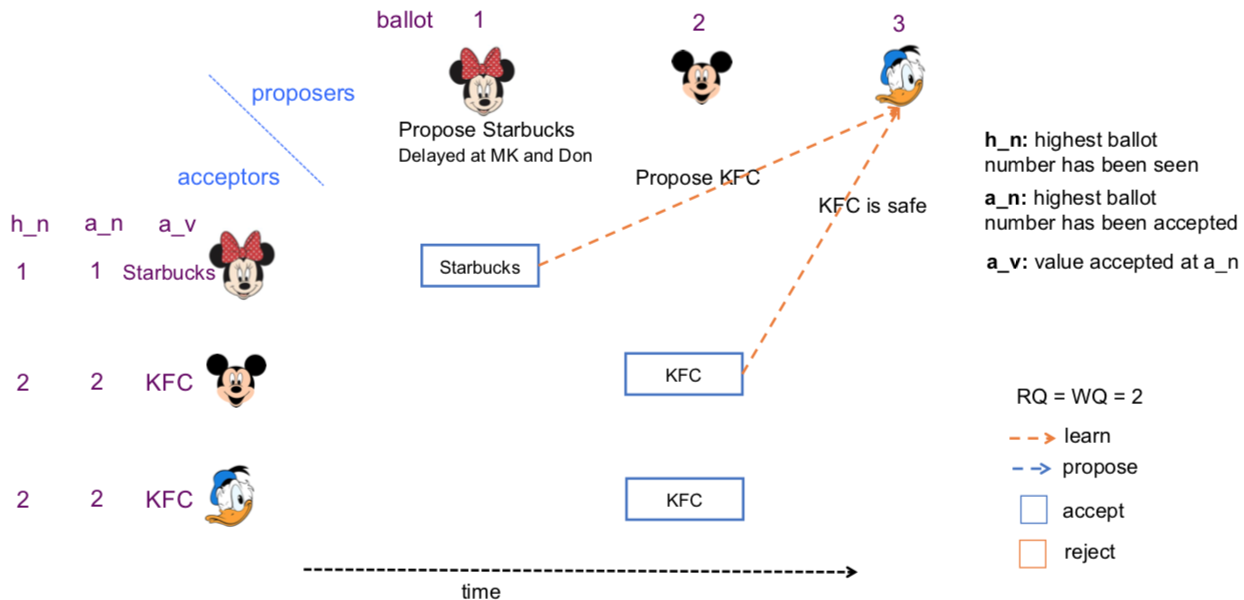 ballot 1 2 3
proposers
Propose Starbucks
Delayed at MK and Don
acceptors
Propose KFC
KFC is safe
h_n: highest ballot
number has been seen
a_n: highest ballot
number has been accepted
a_v: value accepted at a_n
h_n a_n a_v
1 1 Starbucks
Starbucks
2 2 KFC
KFC
2 2 KFC
KFC
RQ = WQ = 2
learn
propose
accept
reject
time